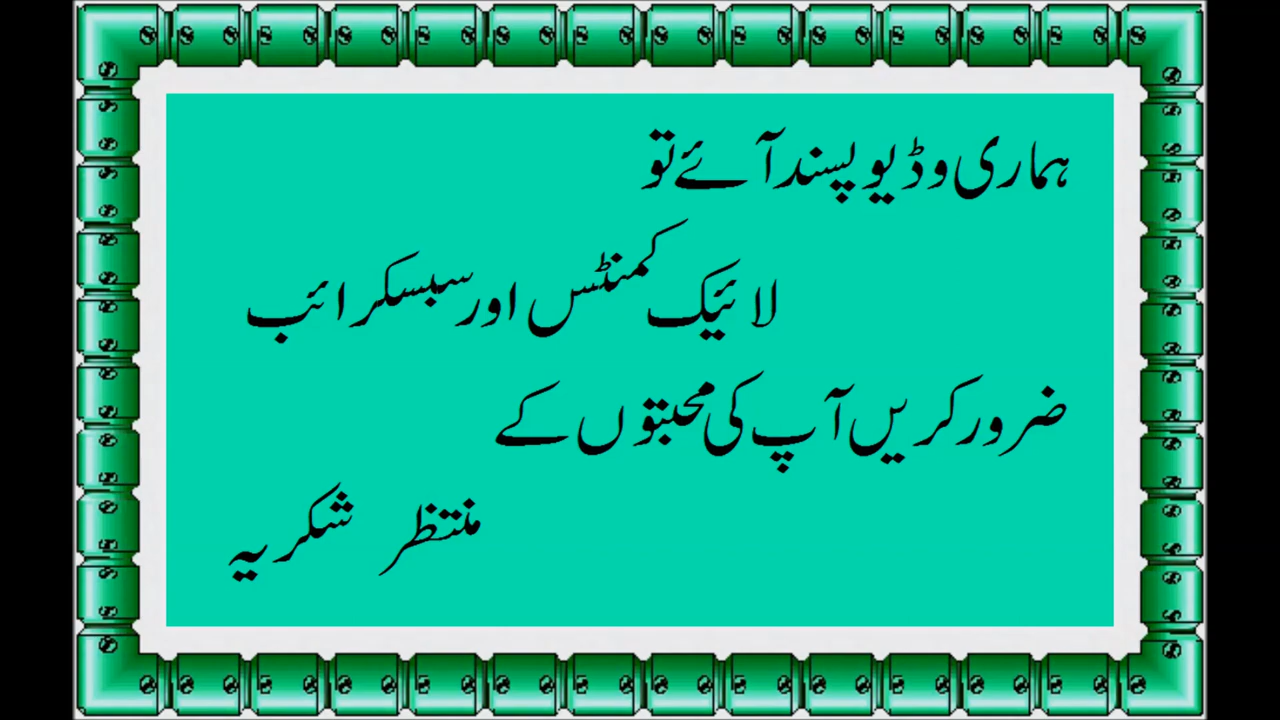 ہماری وڈیو پسند آئے تو
لائیک کمنٹس اور سبسکرائب
ضرور کریں آپ کی محبتوں کے
منتظر شکریہ